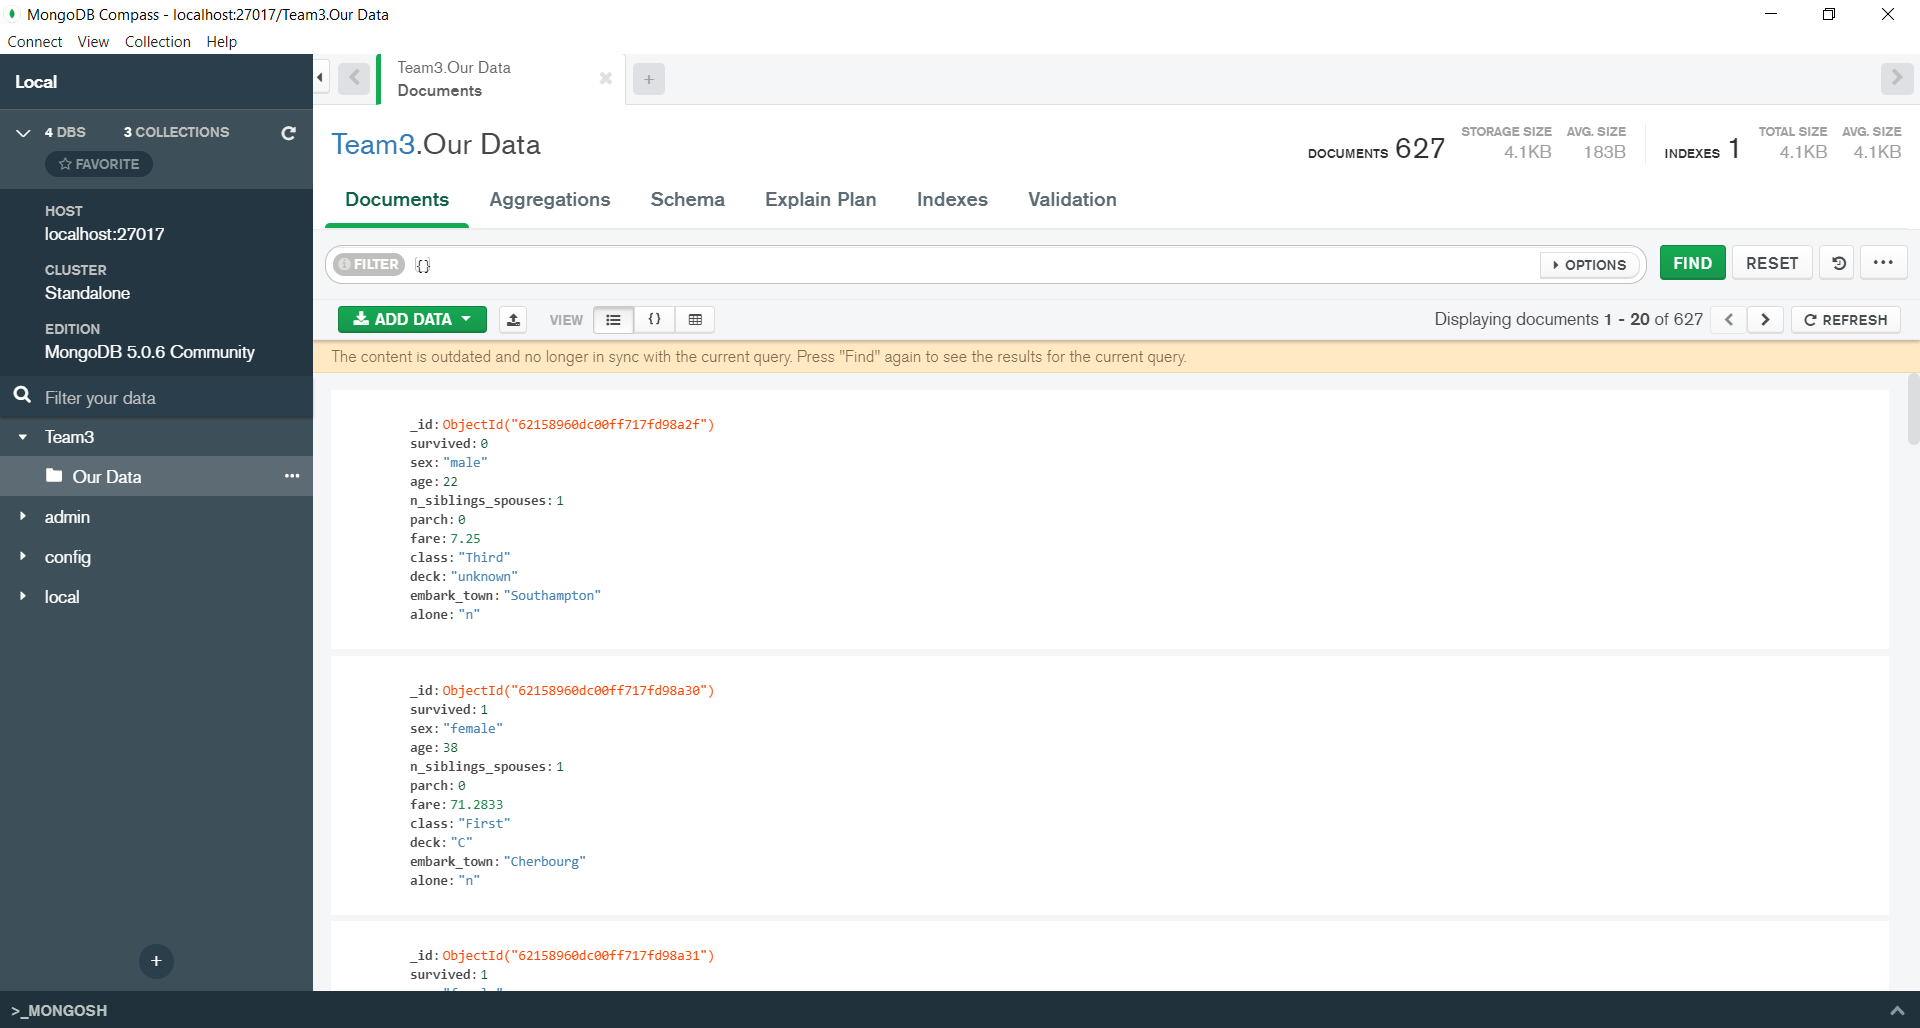 MongoDB Compass - localhost:27017/Team3.Our Data
Connect View Collection Help
Local
4 DBS 3 COLLECTIONS
FAVORITE
HOST
localhost:27017
CLUSTER
Standalone
EDITION
MongoDB 5.0.6 Community
Filter your data
Team3
Our Data
admin
config
local
Team3.Our Data
Documents
Team3.Our Data
DOCUMENTS 627
STORAGE SIZE
4.1KB
AVG. SIZE
183B
INDEXES 1
TOTAL SIZE
4.1KB
AVG. SIZE
4.1KB
Documents Aggregations Schema Explain Plan Indexes Validation
FILTER {} OPTIONS FIND RESET
ADD DATA VIEW {} Displaying documents 1 - 20 of 627 REFRESH
The content is outdated and no longer in sync with the current query. Press "Find" again to see the results for the current query.
_id: ObjectId("62158960dc00ff717fd98a2f")
survived: 0
sex: "male"
age: 22
n_siblings_spouses: 1
parch: 0
fare: 7.25
class: "Third"
deck: "unknown"
embark_town: "Southampton"
alone: "n"
_id: ObjectId("62158960dc00ff717fd98a30")
survived: 1
sex: "female"
age: 38
n_siblings_spouses: 1
parch: 0
fare: 71.2833
class: "First"
deck: "C"
embark_town: "Cherbourg"
alone: "n"
_id: ObjectId("62158960dc00ff717fd98a31")
survived: 1
>_MONGOSH